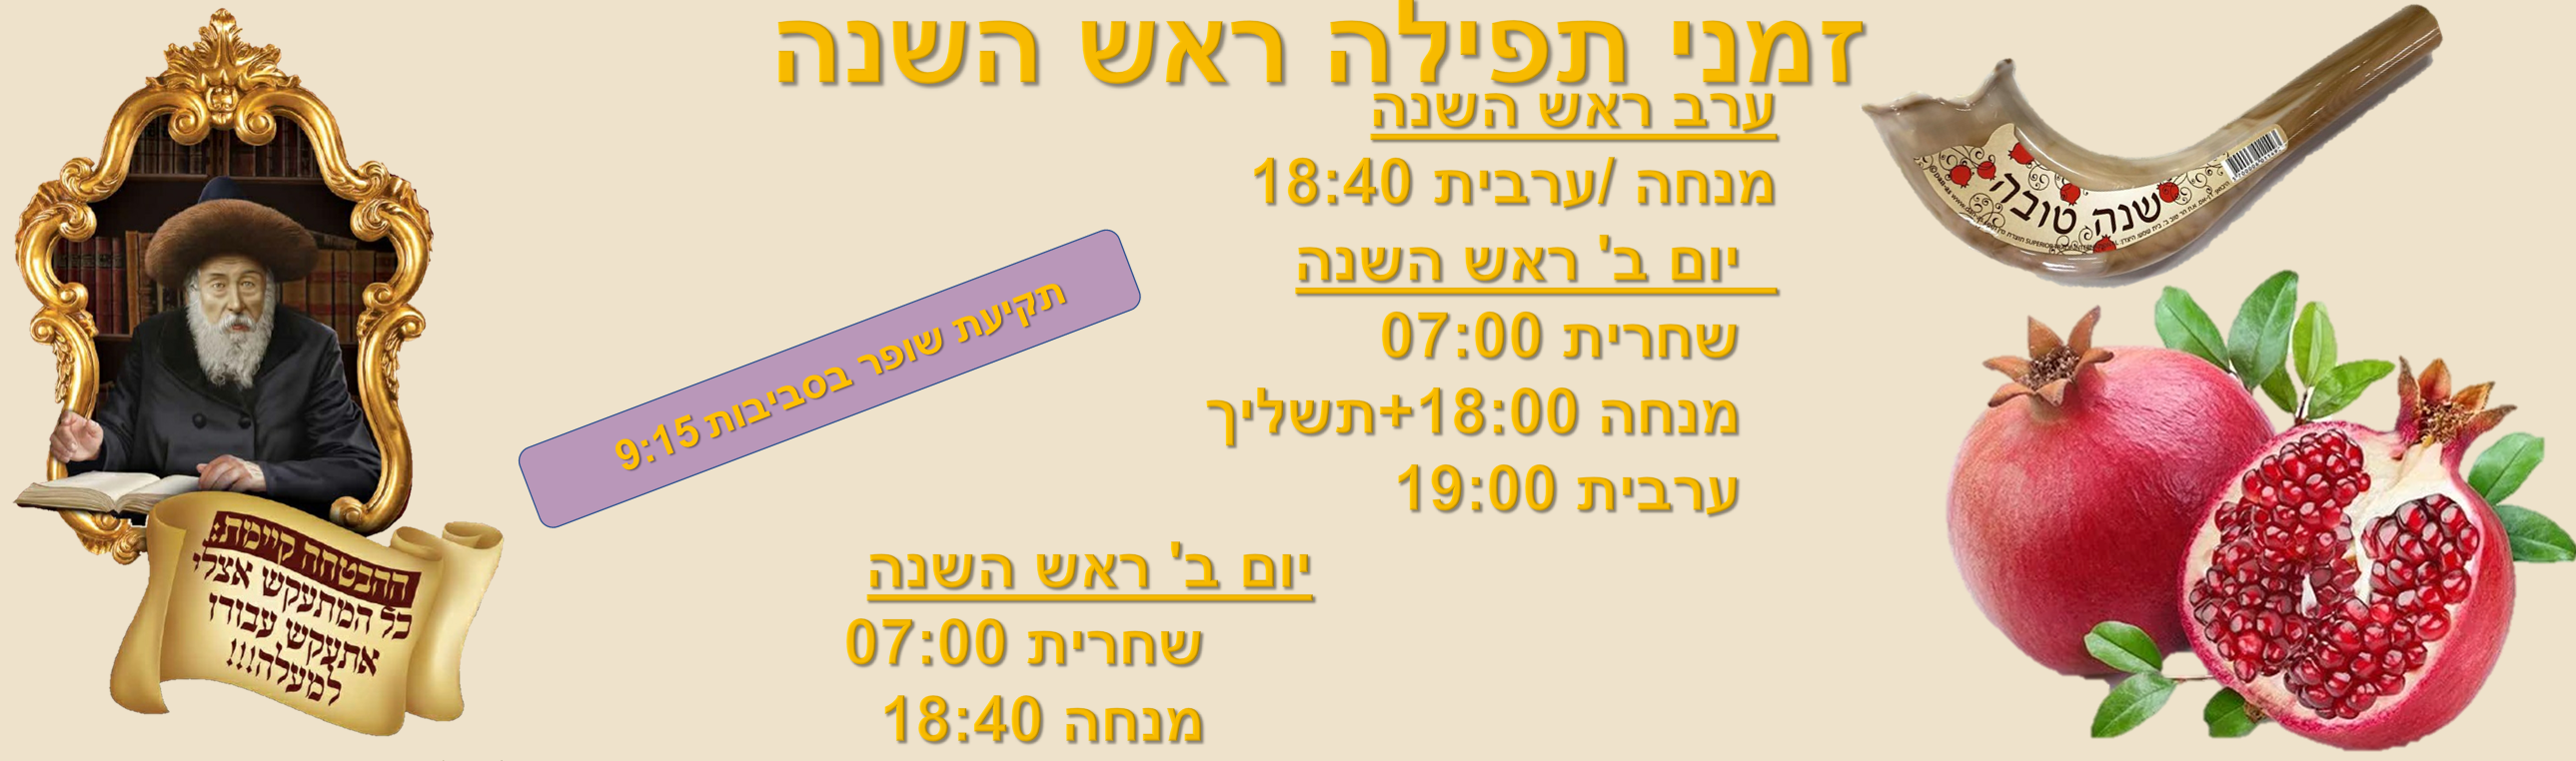 זמני תפילה ראש השנה
ערב ראש השנה
מנחה /ערבית 18:40
יום ב' ראש השנה
שחרית 07:00
מנחה 18:00+תשליך
ערבית 19:00
תקיעת שופר בסביבות 9:15
יום ב' ראש השנה
שחרית 07:00
מנחה 18:40
שנה טובה
ההבטחה קיימת:
כל המתעקש אצלי
אתעקש עבורו
למעלה!!!